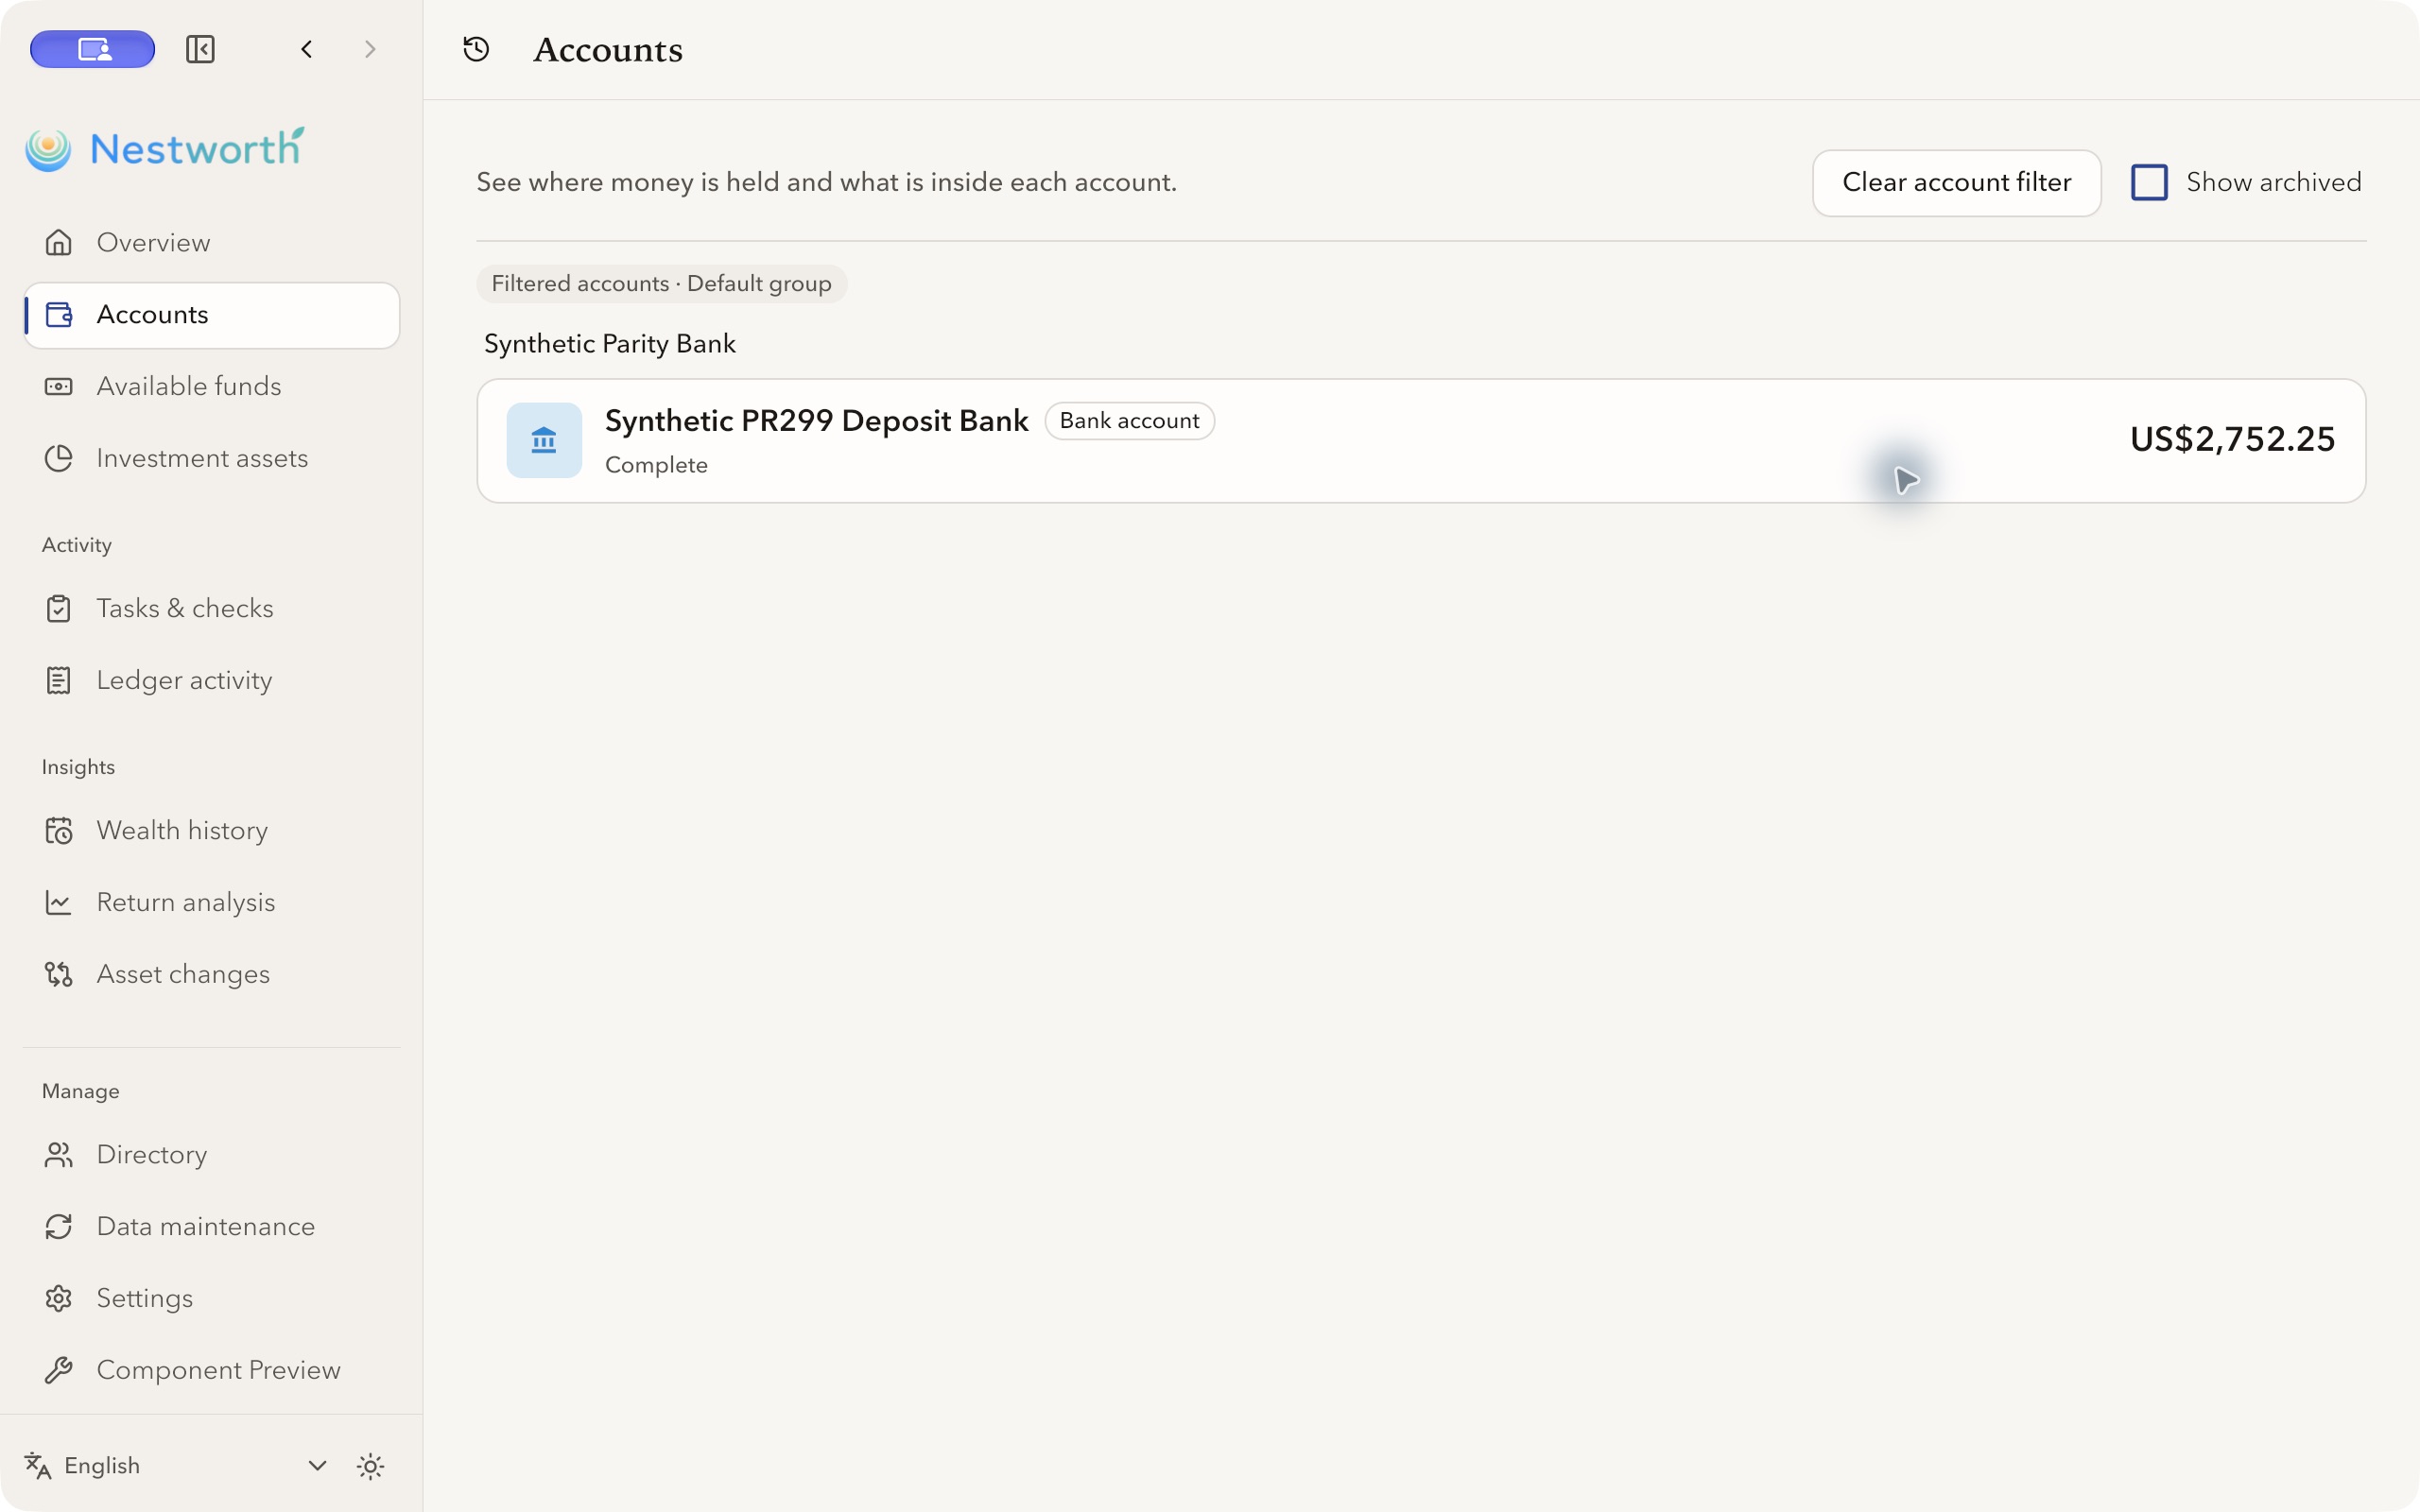 Accounts
Nestworth
Overview
Accounts
Available funds
Investment assets
Activity
Tasks & checks
Ledger activity
Insights
Wealth history
Return analysis
Asset changes
Manage
Directory
Data maintenance
Settings
Component Preview
English
See where money is held and what is inside each account.
Clear account filter
Show archived
Filtered accounts · Default group
Synthetic Parity Bank
Synthetic PR299 Deposit Bank
Bank account
Complete
US$2,752.25